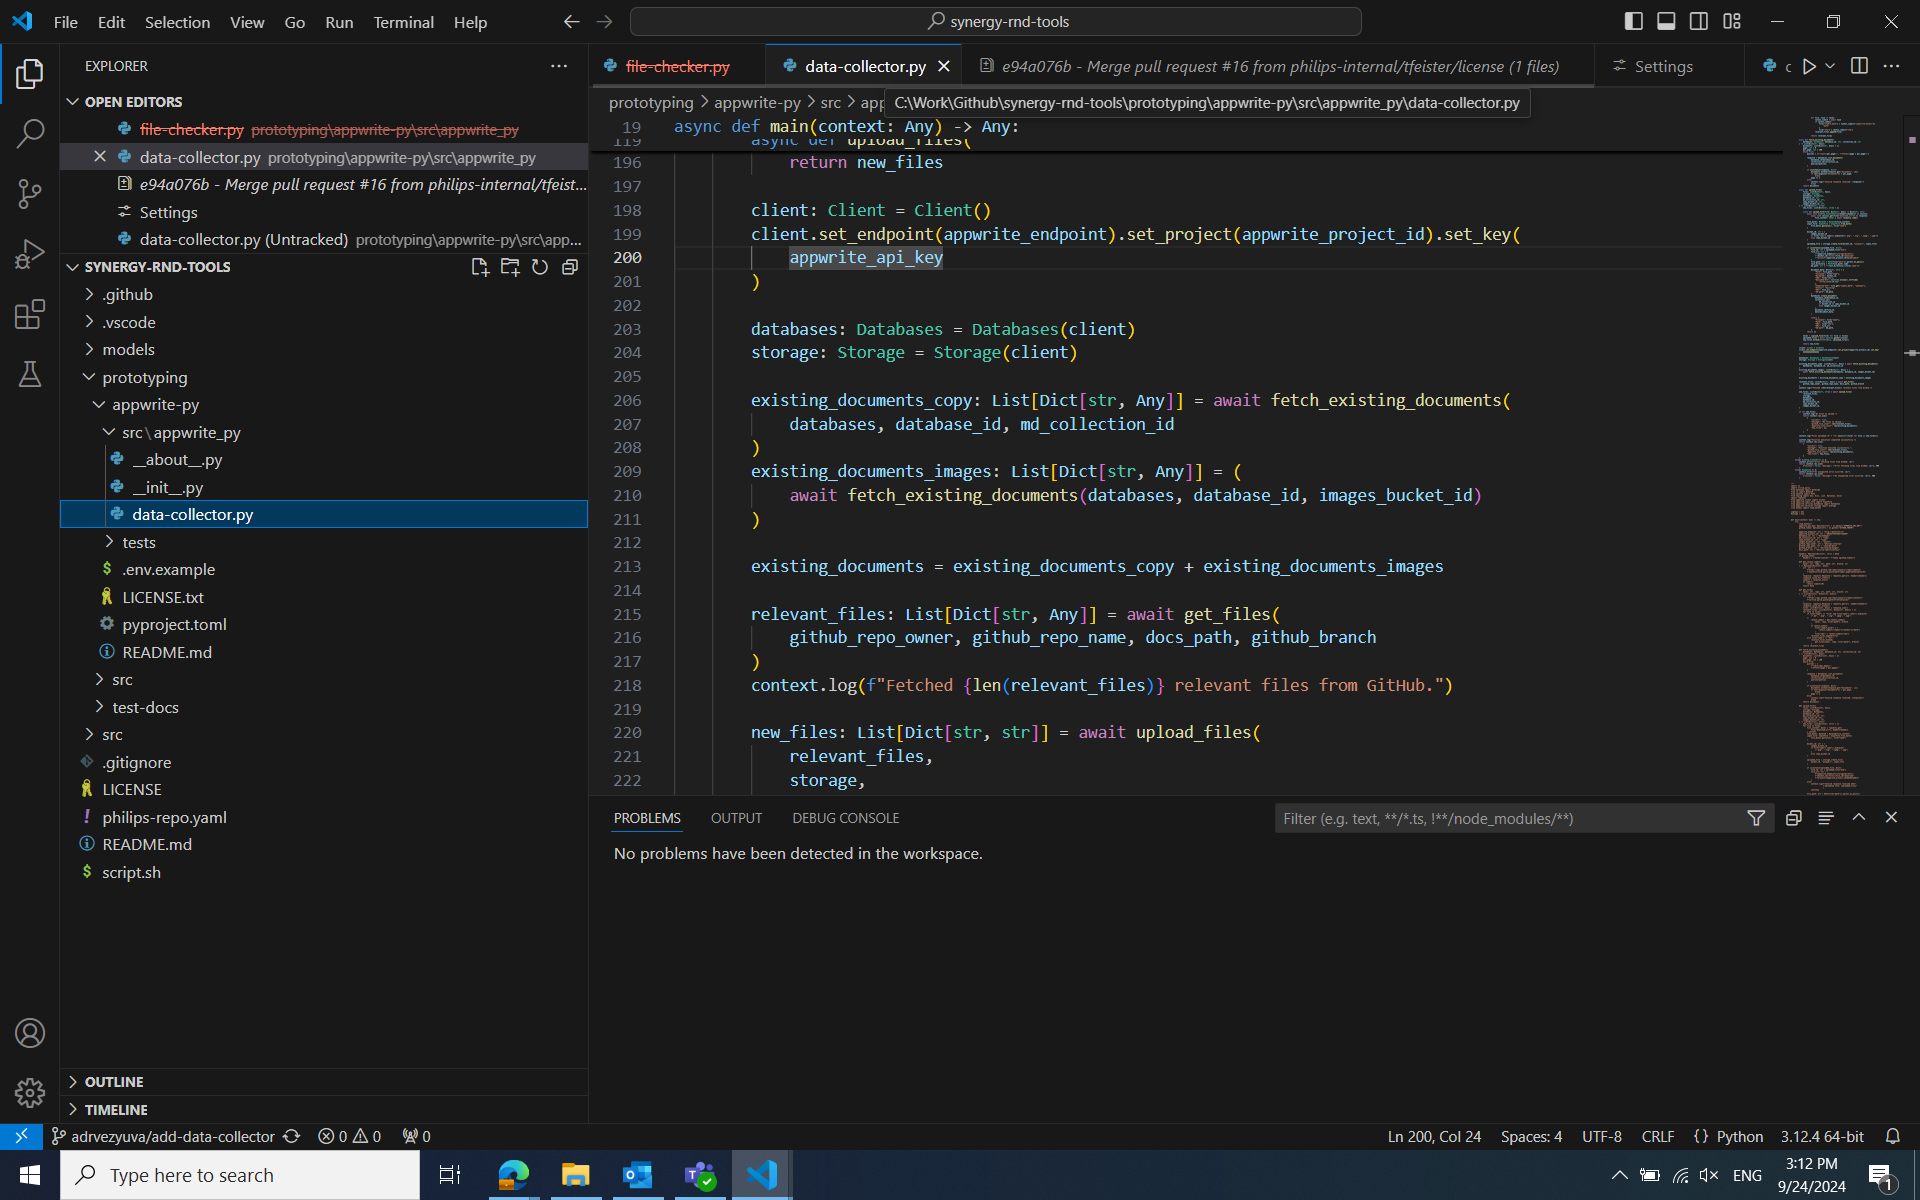 File Edit Selection View Go Run Terminal Help
synergy-rnd-tools
EXPLORER
OPEN EDITORS
file-checker.py prototyping\appwrite-py\src\appwrite_py
data-collector.py prototyping\appwrite-py\src\appwrite_py
e94a076b - Merge pull request #16 from philips-internal/tfeist...
Settings
data-collector.py (Untracked) prototyping\appwrite-py\src\app...
SYNERGY-RND-TOOLS
.github
.vscode
models
prototyping
appwrite-py
src\appwrite_py
__about__.py
__init__.py
data-collector.py
tests
.env.example
LICENSE.txt
pyproject.toml
README.md
src
test-docs
src
.gitignore
LICENSE
philips-repo.yaml
README.md
script.sh
OUTLINE
TIMELINE
file-checker.py
data-collector.py
e94a076b - Merge pull request #16 from philips-internal/tfeister/license (1 files)
Settings
prototyping > appwrite-py > src > app
C:\Work\Github\synergy-rnd-tools\prototyping\appwrite-py\src\appwrite_py\data-collector.py
19 async def main(context: Any) -> Any:
119 async def upload_files(
196 return new_files
197
198 client: Client = Client()
199 client.set_endpoint(appwrite_endpoint).set_project(appwrite_project_id).set_key(
200 appwrite_api_key
201 )
202
203 databases: Databases = Databases(client)
204 storage: Storage = Storage(client)
205
206 existing_documents_copy: List[Dict[str, Any]] = await fetch_existing_documents(
207 databases, database_id, md_collection_id
208 )
209 existing_documents_images: List[Dict[str, Any]] = (
210 await fetch_existing_documents(databases, database_id, images_bucket_id)
211 )
212
213 existing_documents = existing_documents_copy + existing_documents_images
214
215 relevant_files: List[Dict[str, Any]] = await get_files(
216 github_repo_owner, github_repo_name, docs_path, github_branch
217 )
218 context.log(f"Fetched {len(relevant_files)} relevant files from GitHub.")
219
220 new_files: List[Dict[str, str]] = await upload_files(
221 relevant_files,
222 storage,
PROBLEMS OUTPUT DEBUG CONSOLE
Filter (e.g. text, **/*.ts, !**/node_modules/**)
No problems have been detected in the workspace.
adrvezyuva/add-data-collector 0 0 0
Ln 200, Col 24 Spaces: 4 UTF-8 CRLF {} Python 3.12.4 64-bit
Type here to search
ENG
3:12 PM
9/24/2024
1